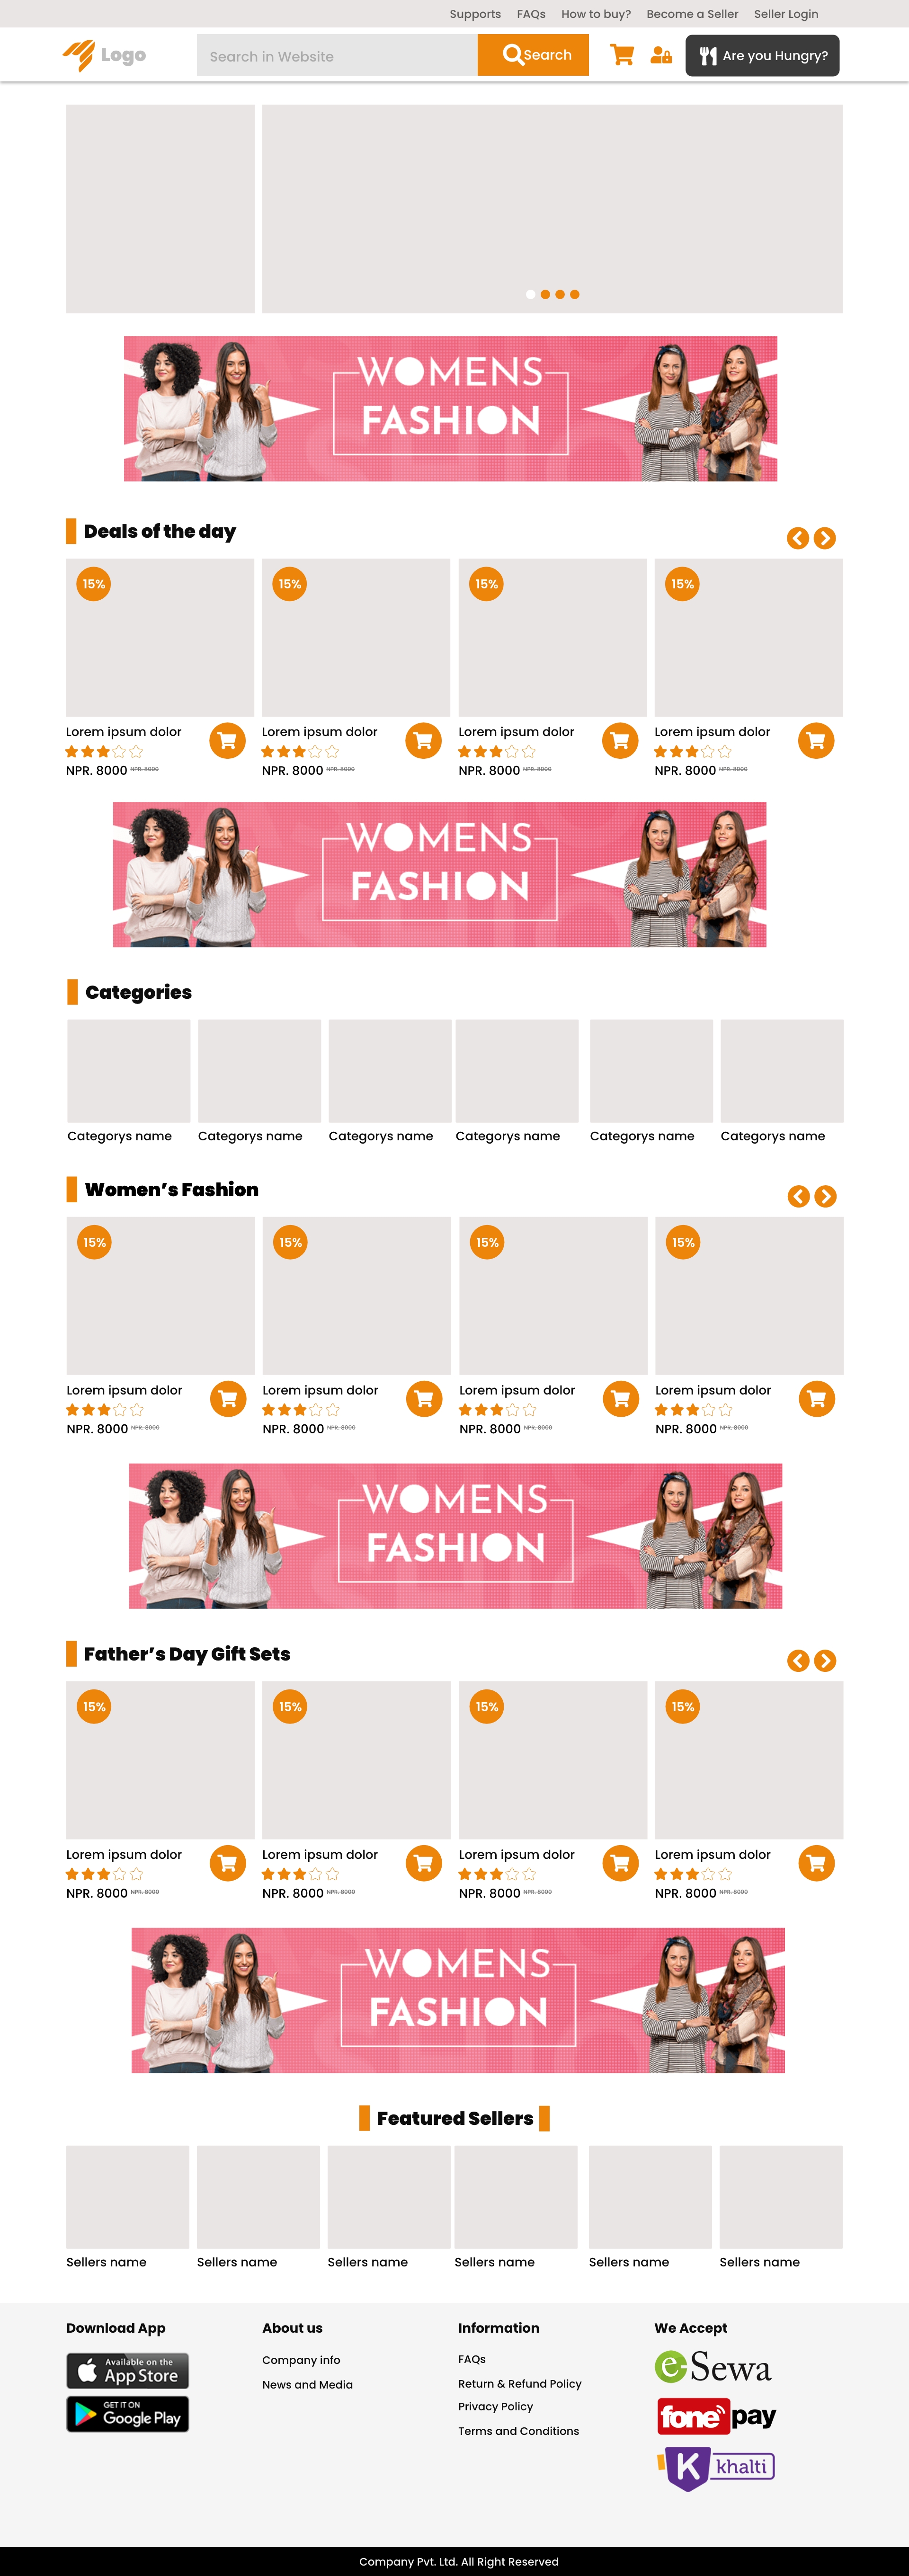 Supports FAQs How to buy? Become a Seller Seller Login
Logo Search in Website Search Are you Hungry?
WOMENS
FASHION
Deals of the day
15% 15% 15% 15%
Lorem ipsum dolor Lorem ipsum dolor Lorem ipsum dolor Lorem ipsum dolor
NPR. 8000 NPR. 8000 NPR. 8000 NPR. 8000 NPR. 8000 NPR. 8000 NPR. 8000 NPR. 8000
WOMENS
FASHION
Categories
Categorys name Categorys name Categorys name Categorys name Categorys name Categorys name
Women's Fashion
15% 15% 15% 15%
Lorem ipsum dolor Lorem ipsum dolor Lorem ipsum dolor Lorem ipsum dolor
NPR. 8000 NPR. 8000 NPR. 8000 NPR. 8000 NPR. 8000 NPR. 8000 NPR. 8000 NPR. 8000
WOMENS
FASHION
Father's Day Gift Sets
15% 15% 15% 15%
Lorem ipsum dolor Lorem ipsum dolor Lorem ipsum dolor Lorem ipsum dolor
NPR. 8000 NPR. 8000 NPR. 8000 NPR. 8000 NPR. 8000 NPR. 8000 NPR. 8000 NPR. 8000
WOMENS
FASHION
Featured Sellers
Sellers name Sellers name Sellers name Sellers name Sellers name Sellers name
Download App
Available on the
App Store
GET IT ON
Google Play
About us
Company info
News and Media
Information
FAQs
Return & Refund Policy
Privacy Policy
Terms and Conditions
We Accept
eSewa
fonepay
K khalti
Company Pvt. Ltd. All Right Reserved